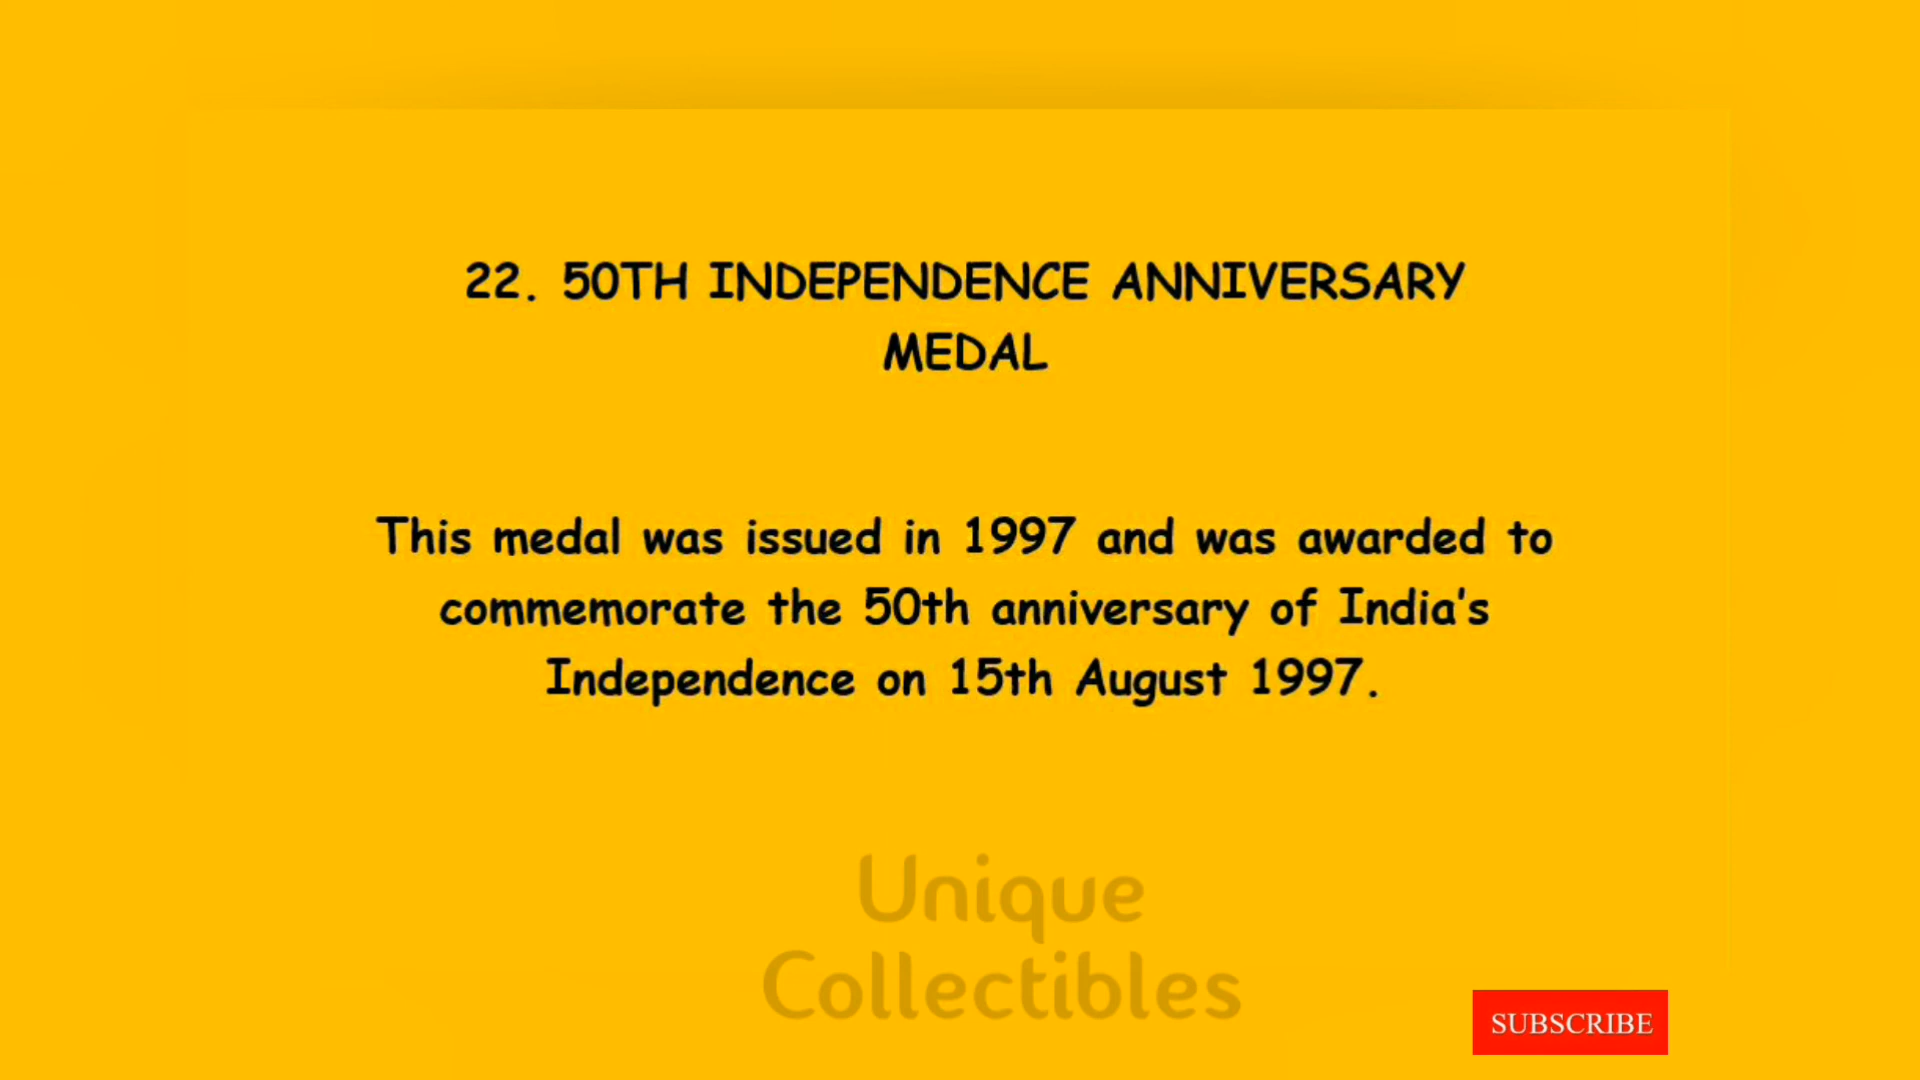 22. 50TH INDEPENDENCE ANNIVERSARY
MEDAL
This medal was issued in 1997 and was awarded to
commemorate the 50th anniversary of India's
Independence on 15th August 1997.
Unique
Collectibles
SUBSCRIBE